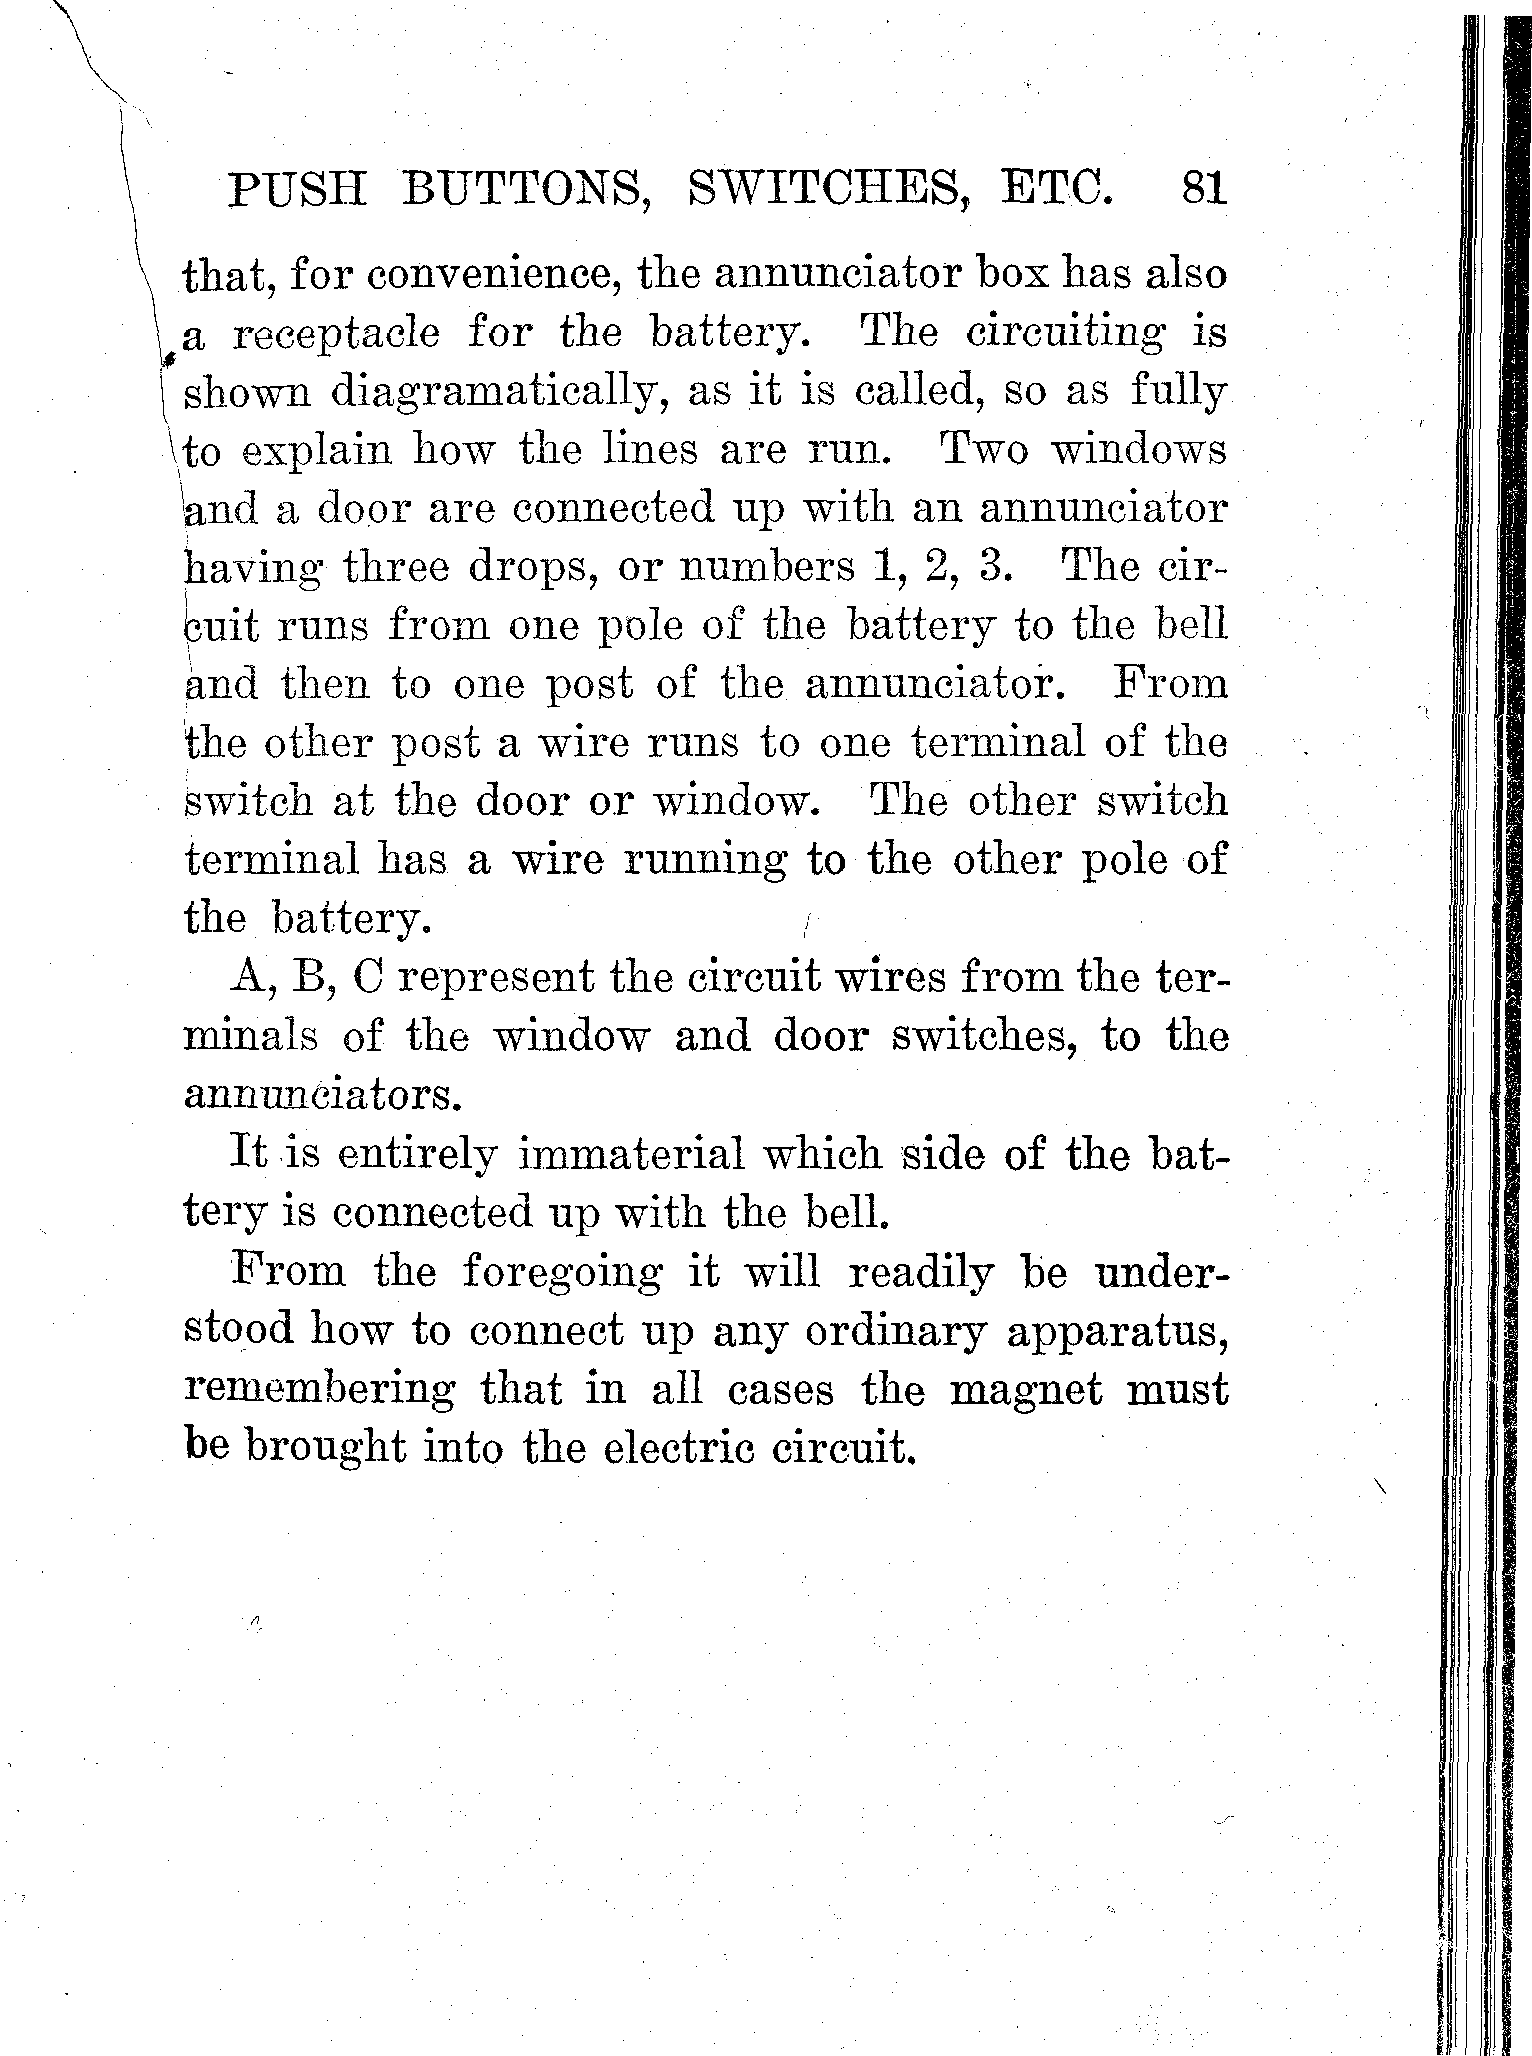 PUSH BUTTONS, SWITCHES, ETC. 81
that, for convenience, the annunciator box has also
a receptacle for the battery. The circuiting is
shown diagramatically, as it is called, so as fully
to explain how the lines are run. Two windows
and a door are connected up with an annunciator
having three drops, or numbers 1, 2, 3. The cir-
cuit runs from one pole of the battery to the bell
and then to one post of the annunciator. From
the other post a wire runs to one terminal of the
switch at the door or window. The other switch
terminal has a wire running to the other pole of
the battery.
A, B, C represent the circuit wires from the ter-
minals of the window and door switches, to the
annunciators.
It is entirely immaterial which side of the bat-
tery is connected up with the bell.
From the foregoing it will readily be under-
stood how to connect up any ordinary apparatus,
remembering that in all cases the magnet must
be brought into the electric circuit.